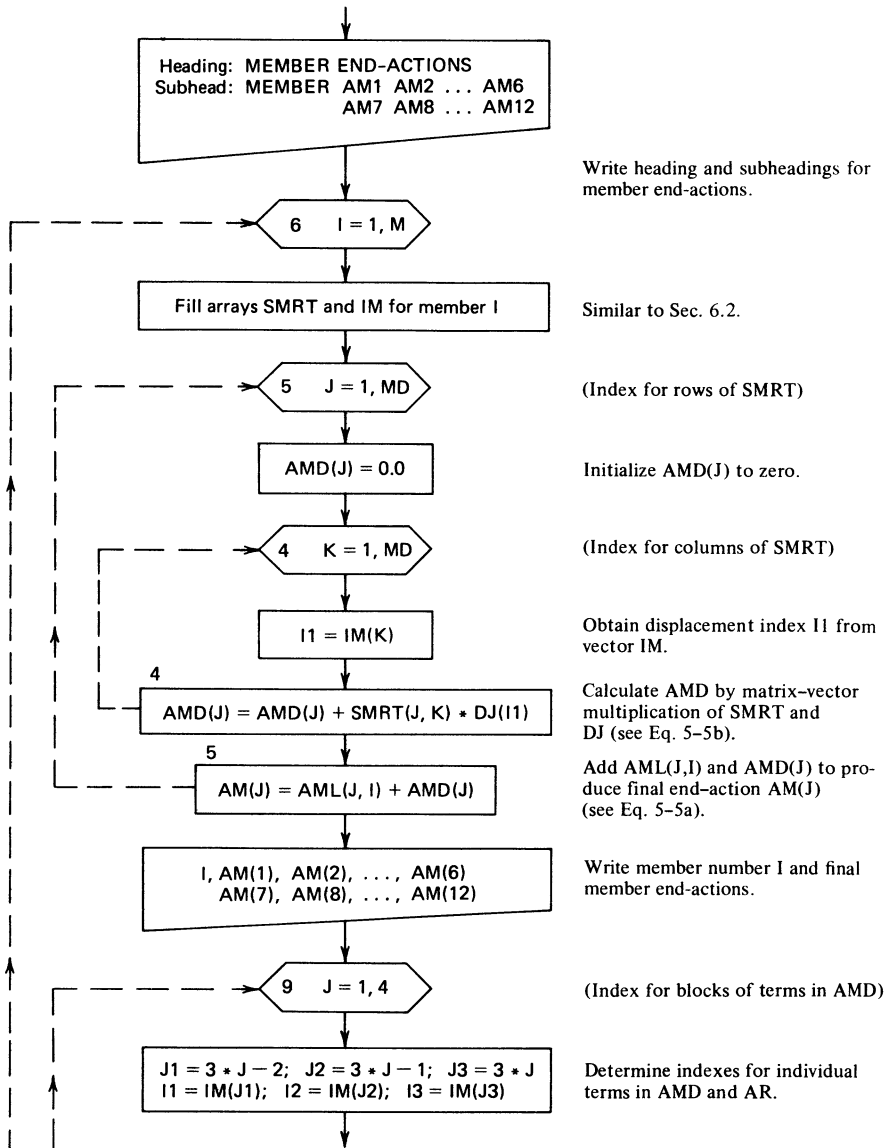 Heading: MEMBER END–ACTIONS
Subhead: MEMBER AM1 AM2 ... AM6
AM7 AM8 ... AM12
Write heading and subheadings for
member end-actions.
6 I = 1, M
Fill arrays SMRT and IM for member I
Similar to Sec. 6.2.
5 J = 1, MD
(Index for rows of SMRT)
AMD(J) = 0.0
Initialize AMD(J) to zero.
4 K = 1, MD
(Index for columns of SMRT)
I1 = IM(K)
Obtain displacement index I1 from
vector IM.
4
AMD(J) = AMD(J) + SMRT(J, K) * DJ(I1)
Calculate AMD by matrix–vector
multiplication of SMRT and
DJ (see Eq. 5–5b).
5
AM(J) = AML(J, I) + AMD(J)
Add AML(J,I) and AMD(J) to pro-
duce final end–action AM(J)
(see Eq. 5–5a).
I, AM(1), AM(2), ..., AM(6)
AM(7), AM(8), ..., AM(12)
Write member number I and final
member end-actions.
9 J = 1, 4
(Index for blocks of terms in AMD)
J1 = 3 * J – 2; J2 = 3 * J – 1; J3 = 3 * J
I1 = IM(J1); I2 = IM(J2); I3 = IM(J3)
Determine indexes for individual
terms in AMD and AR.